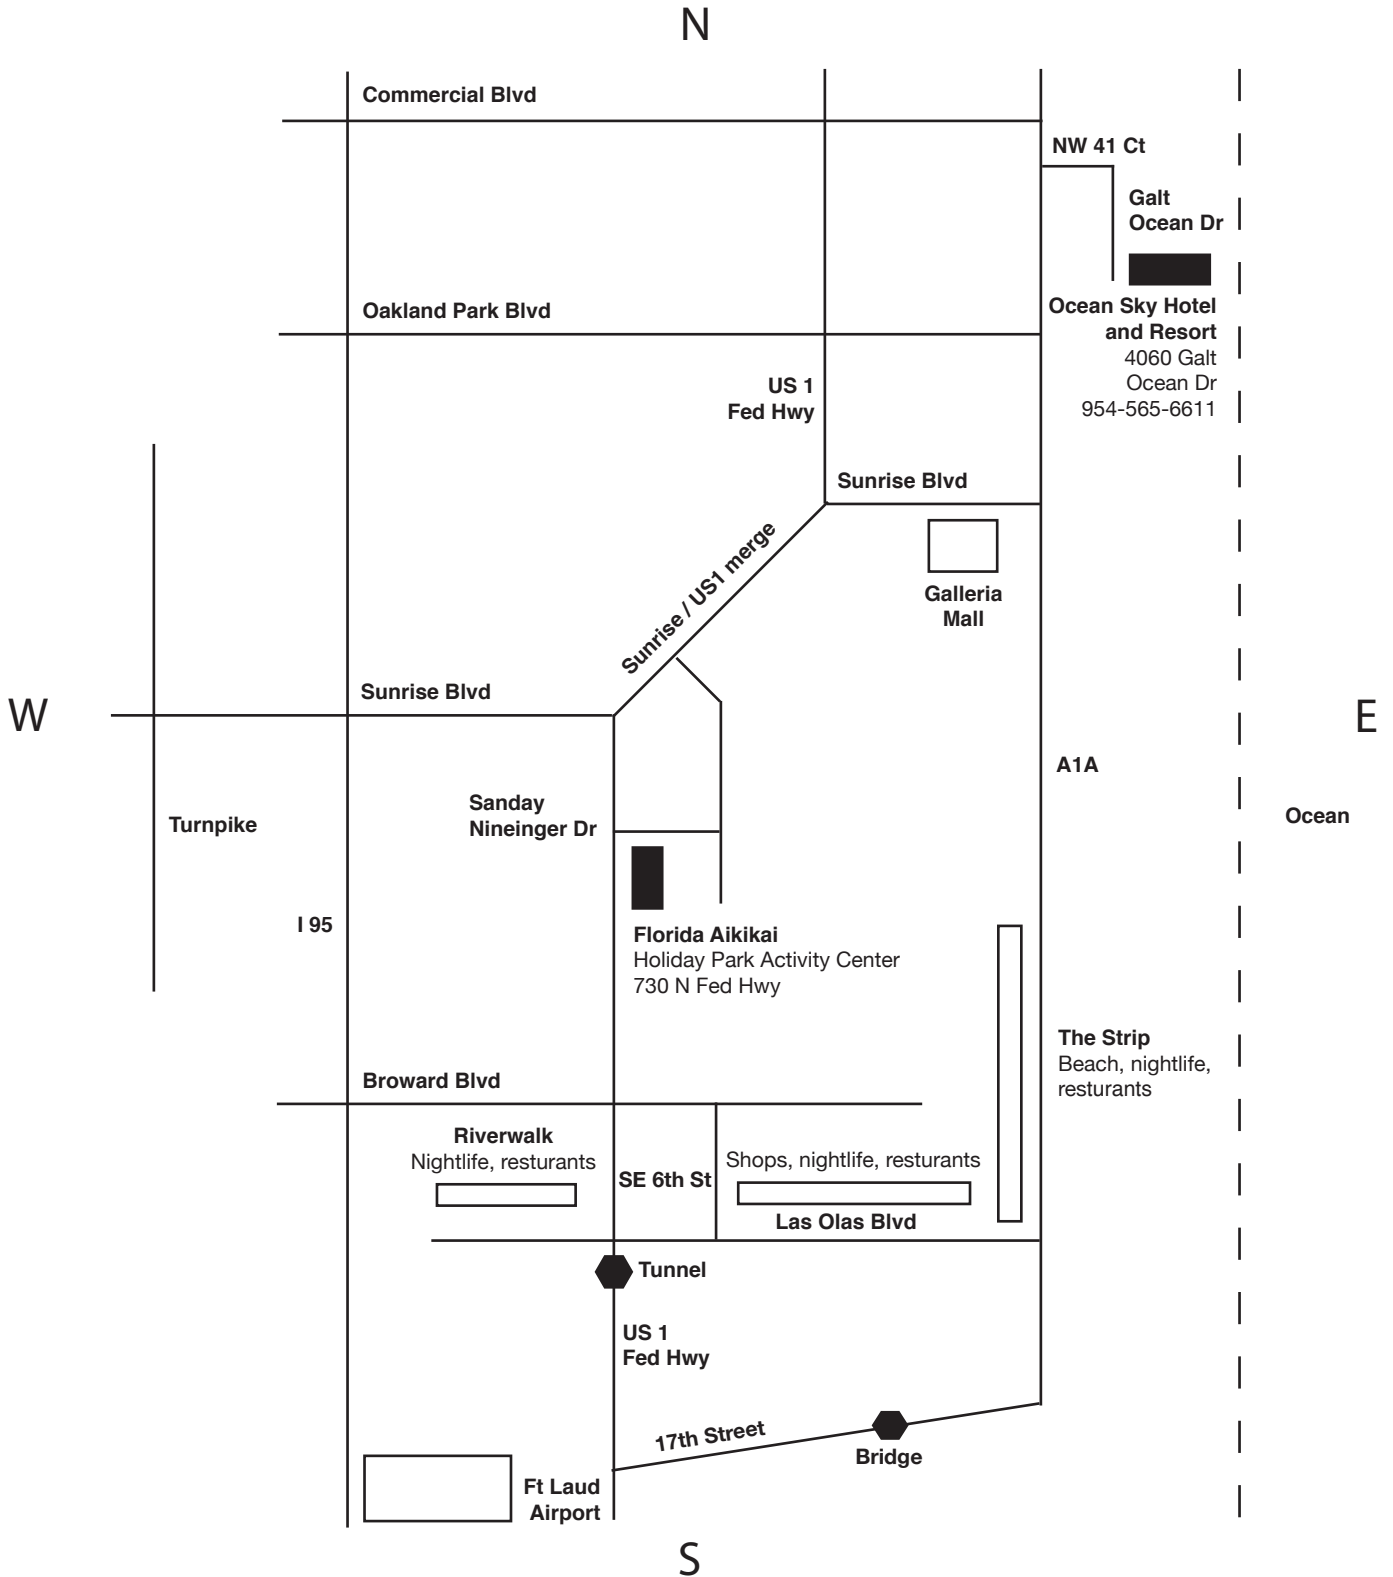 N
Commercial Blvd
NW 41 Ct
Galt
Ocean Dr
Oakland Park Blvd
Ocean Sky Hotel
and Resort
4060 Galt
Ocean Dr
954-565-6611
US 1
Fed Hwy
Sunrise Blvd
Sunrise / US1 merge
Galleria
Mall
Sunrise Blvd
W
E
A1A
Sanday
Nineinger Dr
Turnpike
Ocean
I 95
Florida Aikikai
Holiday Park Activity Center
730 N Fed Hwy
The Strip
Beach, nightlife,
resturants
Broward Blvd
Riverwalk
Nightlife, resturants
SE 6th St
Shops, nightlife, resturants
Las Olas Blvd
Tunnel
US 1
Fed Hwy
17th Street
Bridge
Ft Laud
Airport
S